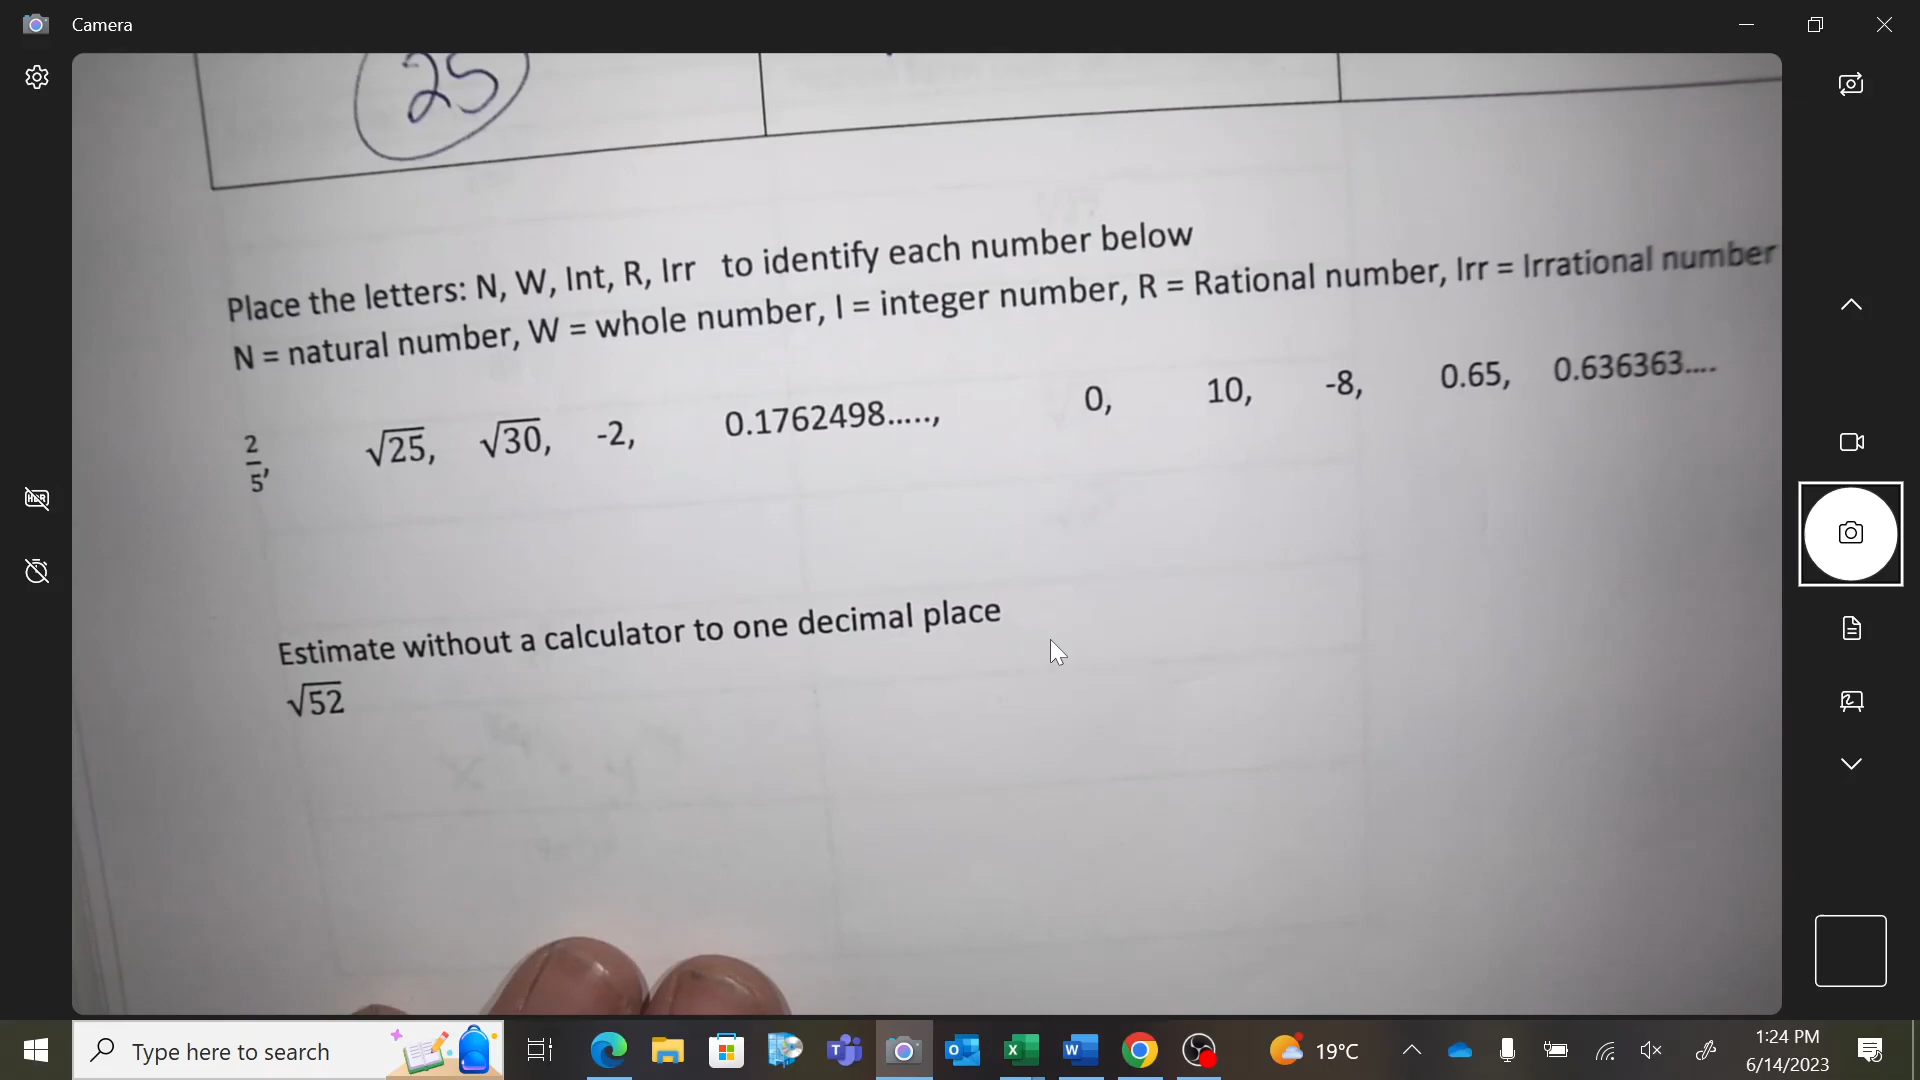 Camera
25
Place the letters: N, W, Int, R, Irr to identify each number below
N = natural number, W = whole number, I = integer number, R = Rational number, Irr = Irrational number
2/5, √25, √30, -2, 0.1762498....., 0, 10, -8, 0.65, 0.636363....
Estimate without a calculator to one decimal place
√52
Type here to search
19°C
1:24 PM
6/14/2023